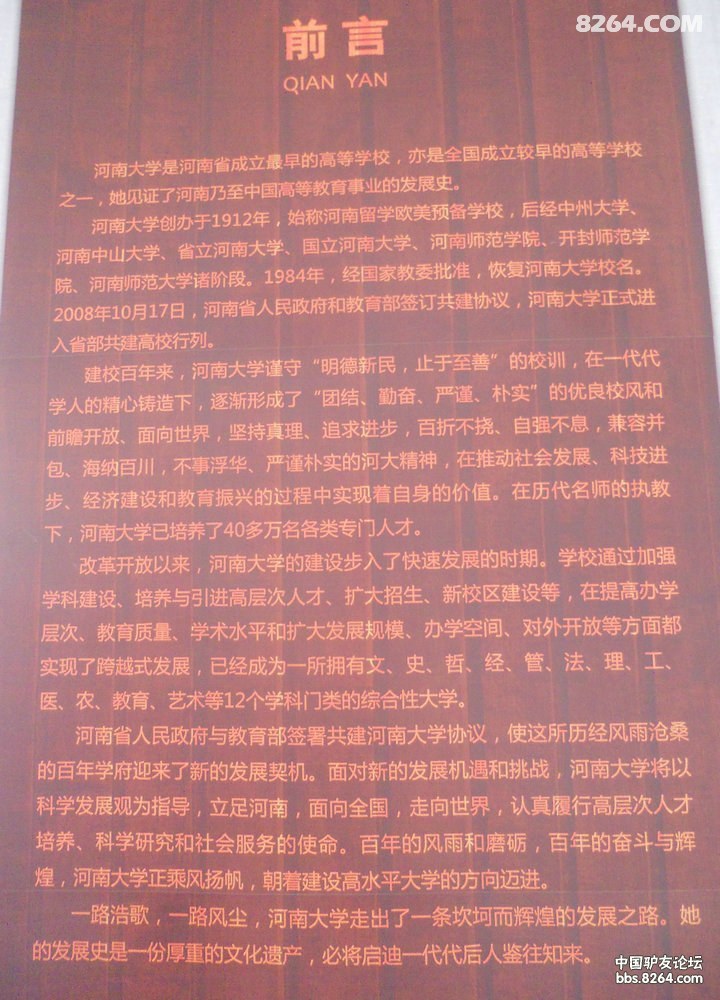 8264.COM
前言
QIAN YAN
河南大学是河南省成立最早的高等学校，亦是全国成立较早的高等学校
之一，她见证了河南乃至中国高等教育事业的发展史。
河南大学创办于1912年，始称河南留学欧美预备学校，后经中州大学、
河南中山大学、省立河南大学、国立河南大学、河南师范学院、开封师范学
院、河南师范大学诸阶段。1984年，经国家教委批准，恢复河南大学校名。
2008年10月17日，河南省人民政府和教育部签订共建协议，河南大学正式进
入省部共建高校行列。
建校百年来，河南大学谨守“明德新民，止于至善”的校训，在一代代
学人的精心铸造下，逐渐形成了“团结、勤奋、严谨、朴实”的优良校风和
前瞻开放、面向世界，坚持真理、追求进步，百折不挠、自强不息，兼容并
包、海纳百川，不事浮华、严谨朴实的河大精神，在推动社会发展、科技进
步、经济建设和教育振兴的过程中实现着自身的价值。在历代名师的执教
下，河南大学已培养了40多万名各类专门人才。
改革开放以来，河南大学的建设步入了快速发展的时期。学校通过加强
学科建设、培养与引进高层次人才、扩大招生、新校区建设等，在提高办学
层次、教育质量、学术水平和扩大发展规模、办学空间、对外开放等方面都
实现了跨越式发展，已经成为一所拥有文、史、哲、经、管、法、理、工、
医、农、教育、艺术等12个学科门类的综合性大学。
河南省人民政府与教育部签署共建河南大学协议，使这所历经风雨沧桑
的百年学府迎来了新的发展契机。面对新的发展机遇和挑战，河南大学将以
科学发展观为指导，立足河南，面向全国，走向世界，认真履行高层次人才
培养、科学研究和社会服务的使命。百年的风雨和磨砺，百年的奋斗与辉
煌，河南大学正乘风扬帆，朝着建设高水平大学的方向迈进。
一路浩歌，一路风尘，河南大学走出了一条坎坷而辉煌的发展之路。她
的发展史是一份厚重的文化遗产，必将启迪一代代后人鉴往知来。
中国驴友论坛
bbs.8264.com